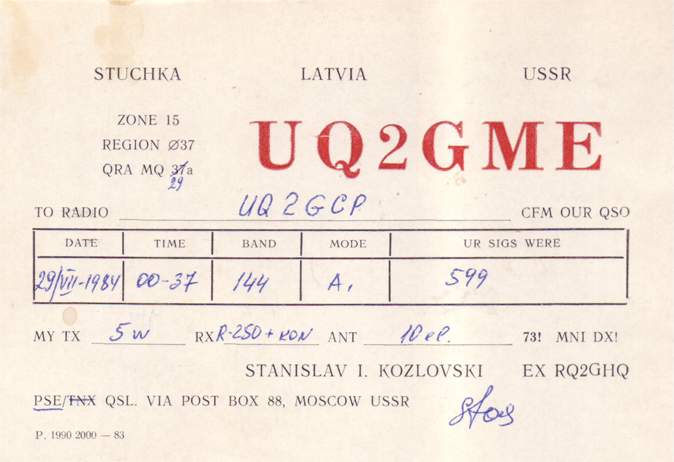 STUCHKA LATVIA USSR
ZONE 15
REGION Ø37
UQ2GME
QRA MQ 37a
29
TO RADIO UQ2GCP CFM OUR QSO
DATE TIME BAND MODE UR SIGS WERE
29/VII-1984 00-37 144 A1 599
MY TX 5w RX R-250+KON ANT 10 el. 73! MNI DX!
STANISLAV I. KOZLOVSKI EX RQ2GHQ
PSE/TNX QSL. VIA POST BOX 88, MOSCOW USSR
P. 1990 2000 — 83